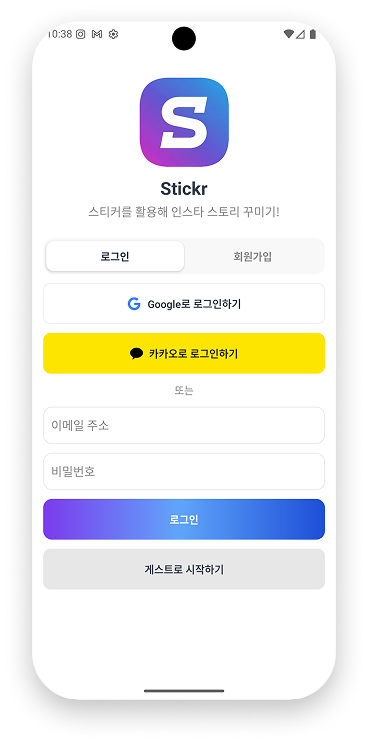 10:38
S
Stickr
스티커를 활용해 인스타 스토리 꾸미기!
로그인 회원가입
Google로 로그인하기
카카오로 로그인하기
또는
이메일 주소
비밀번호
로그인
게스트로 시작하기